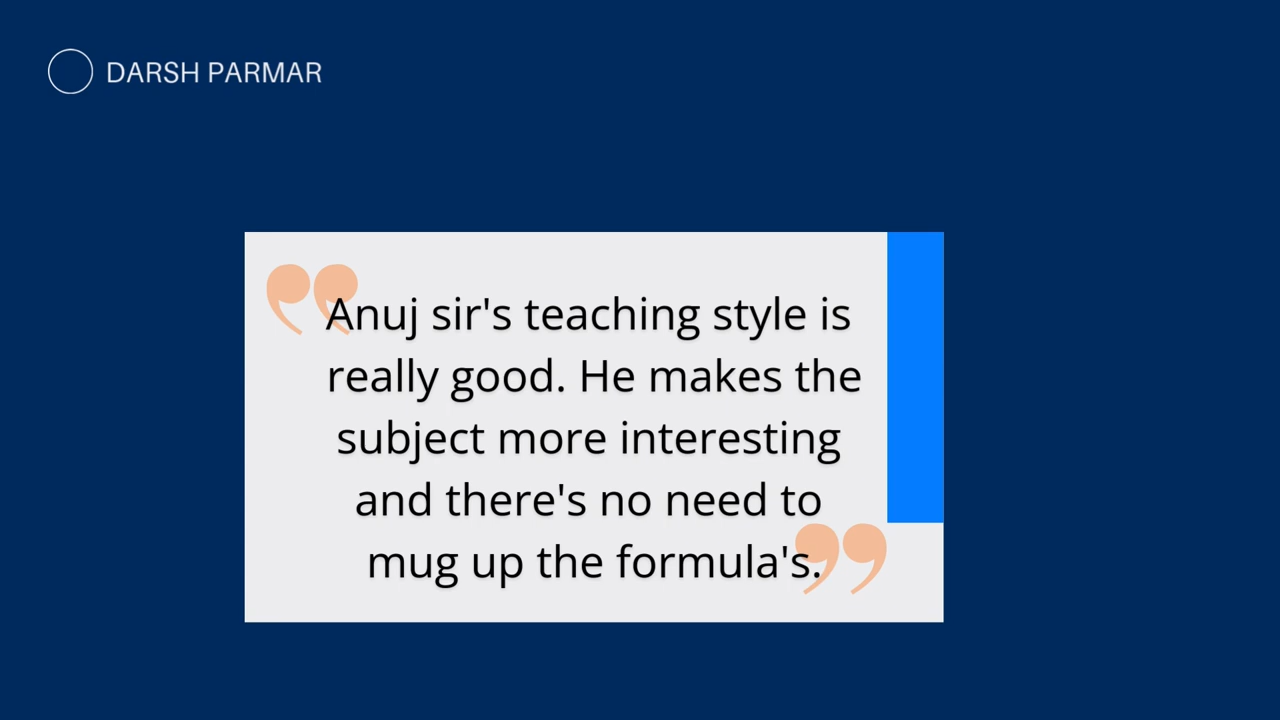 DARSH PARMAR
Anuj sir's teaching style is
really good. He makes the
subject more interesting
and there's no need to
mug up the formula's.